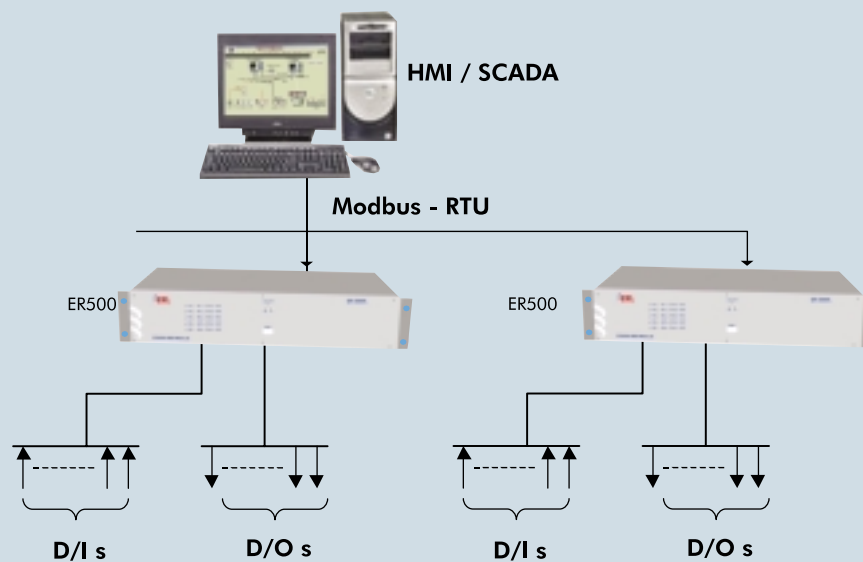 HMI / SCADA
Modbus - RTU
ER500
ER500
D/I s
D/O s
D/I s
D/O s